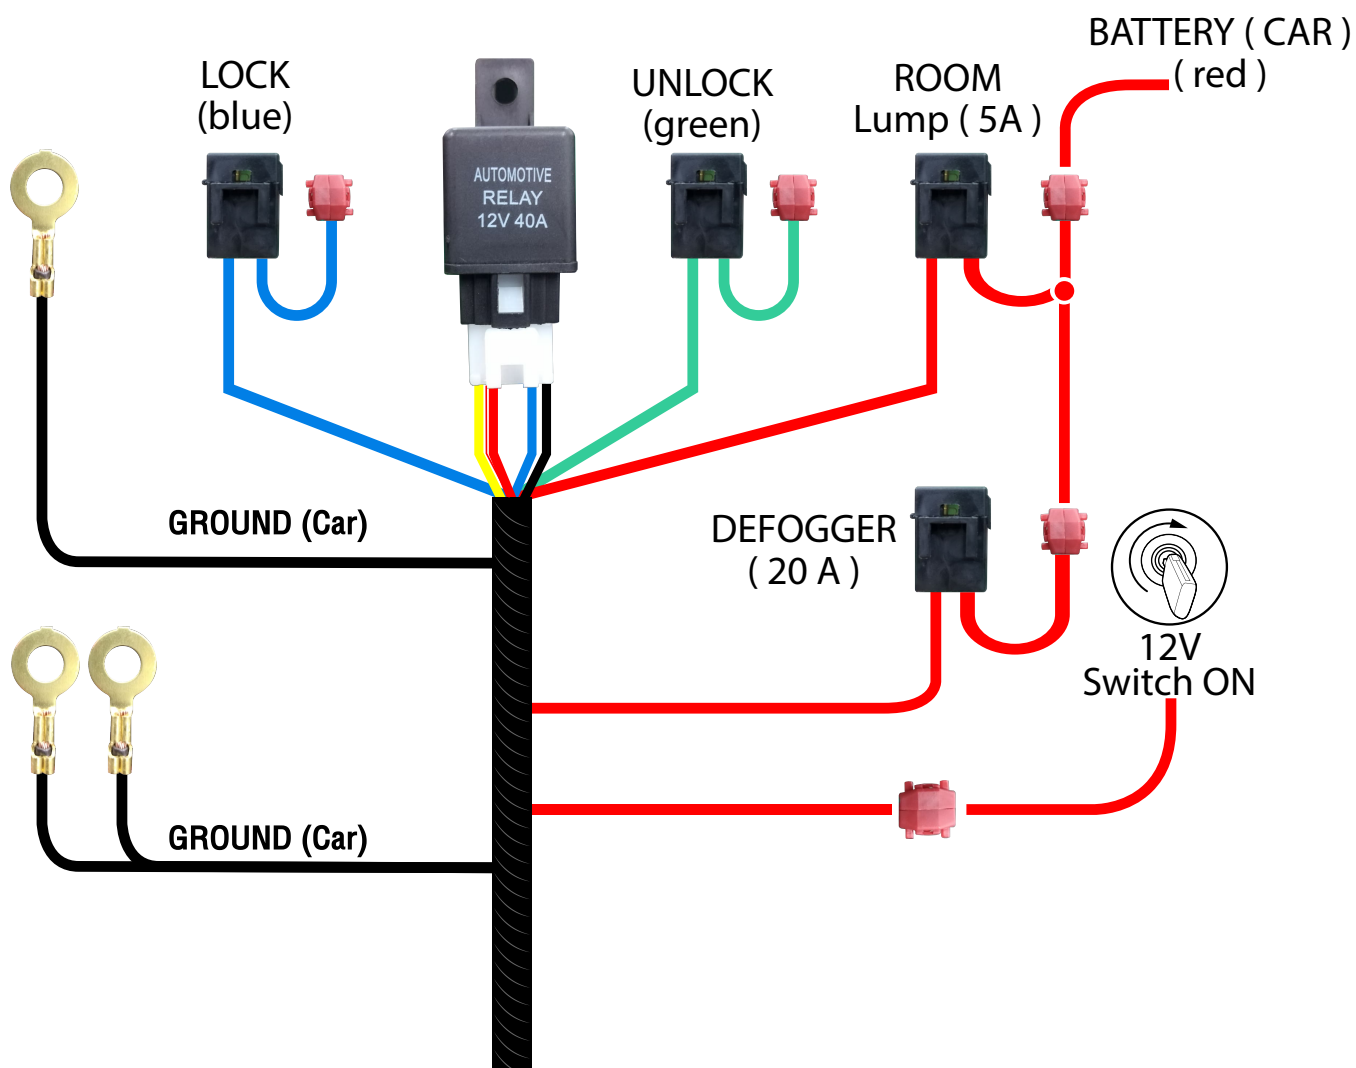 BATTERY ( CAR )
( red )
LOCK
(blue)
UNLOCK
(green)
ROOM
Lump ( 5A )
AUTOMOTIVE
RELAY
12V 40A
GROUND (Car)
DEFOGGER
( 20 A )
12V
Switch ON
GROUND (Car)